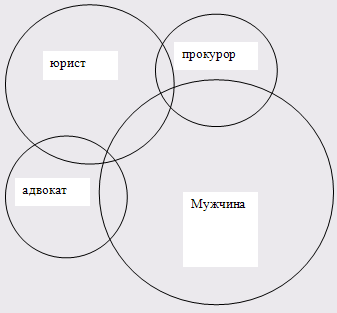 юрист
прокурор
адвокат
Мужчина